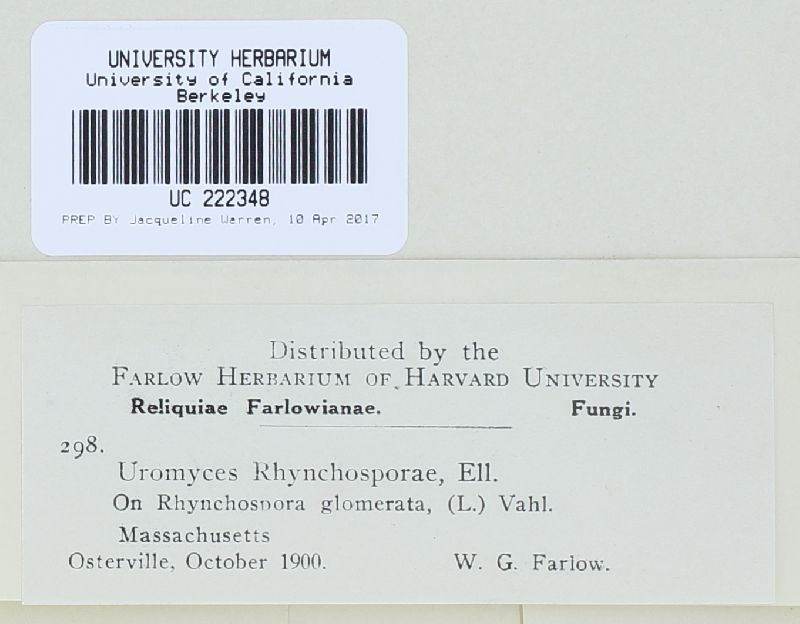 UNIVERSITY HERBARIUM
University of California
Berkeley
UC 222348
PREP BY Jacqueline Warren, 10 Apr 2017
Distributed by the
FARLOW HERBARIUM OF HARVARD UNIVERSITY
Reliquiae Farlowianae. Fungi.
298.
Uromyces Rhynchosporae, Ell.
On Rhynchospora glomerata, (L.) Vahl.
Massachusetts
Osterville, October 1900. W. G. Farlow.